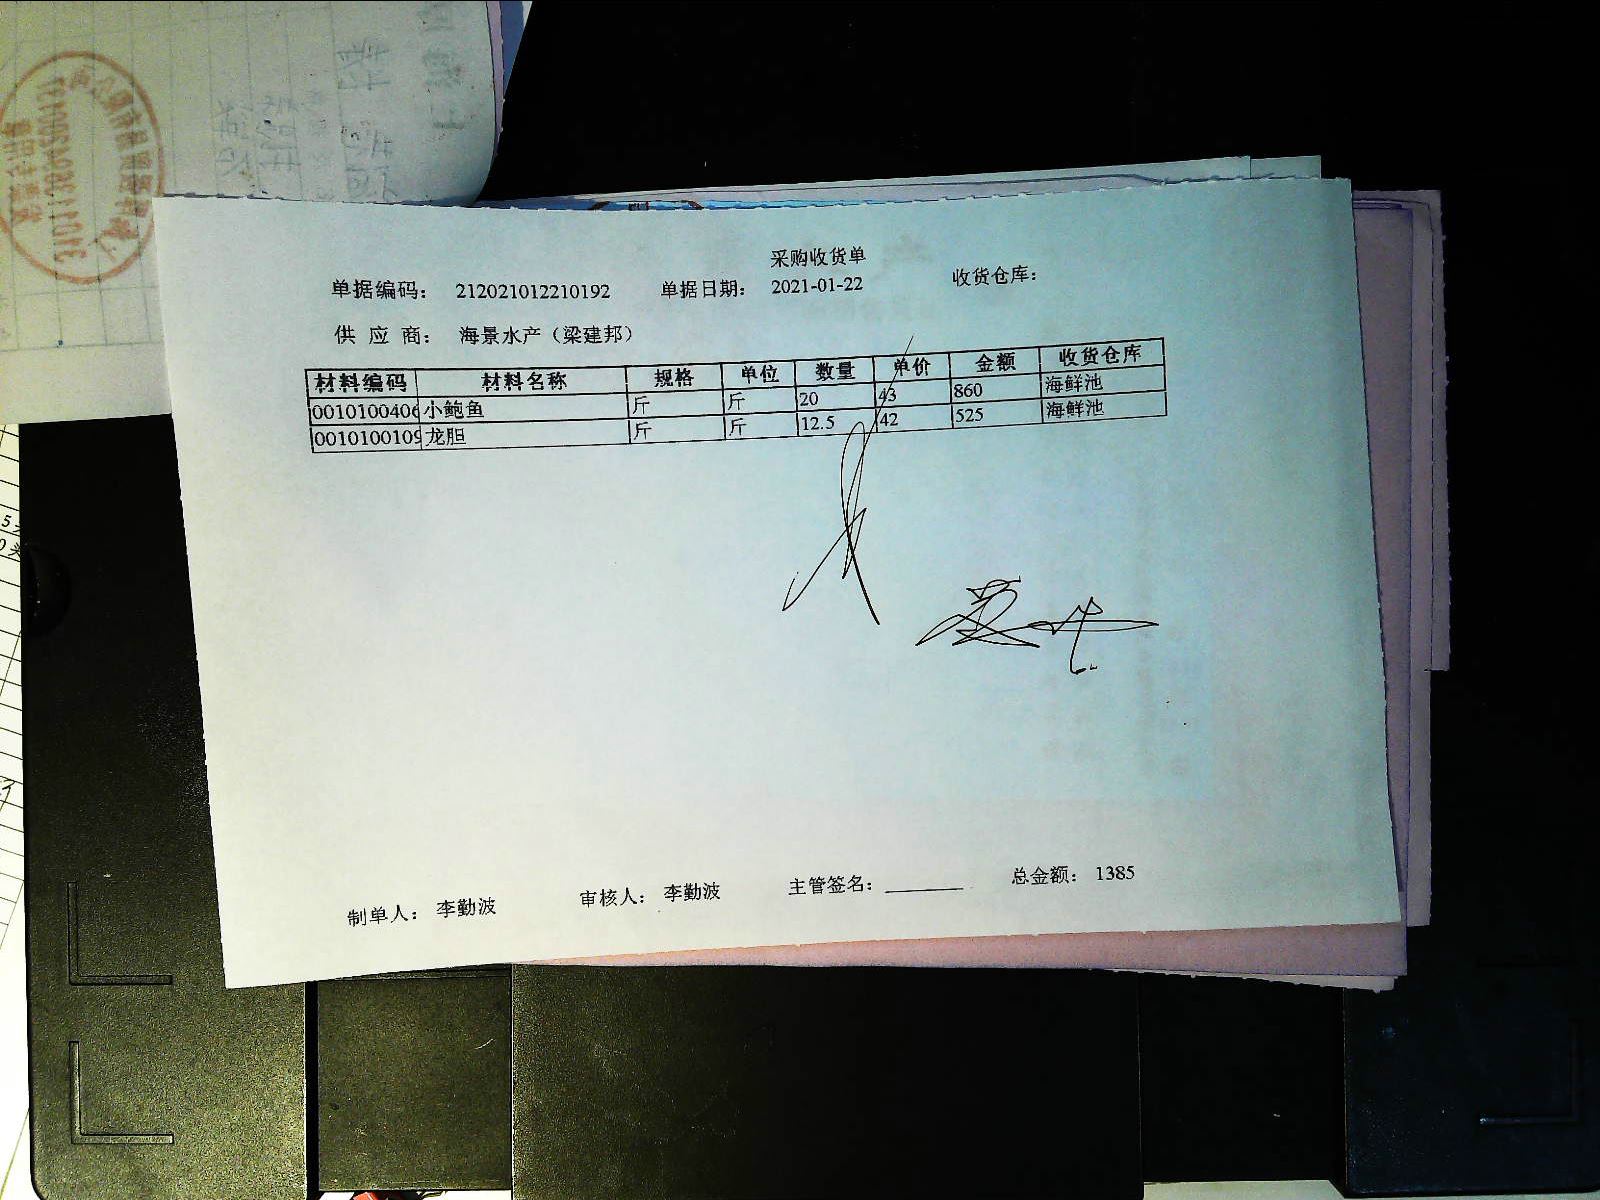 采购收货单
单据编码： 212021012210192 单据日期： 2021-01-22 收货仓库：
供 应 商： 海景水产（梁建邦）
材料编码 材料名称 规格 单位 数量 单价 金额 收货仓库
0010100406 小鲍鱼 斤 斤 20 43 860 海鲜池
0010100109 龙胆 斤 斤 12.5 42 525 海鲜池
制单人： 李勤波 审核人： 李勤波 主管签名： 总金额： 1385